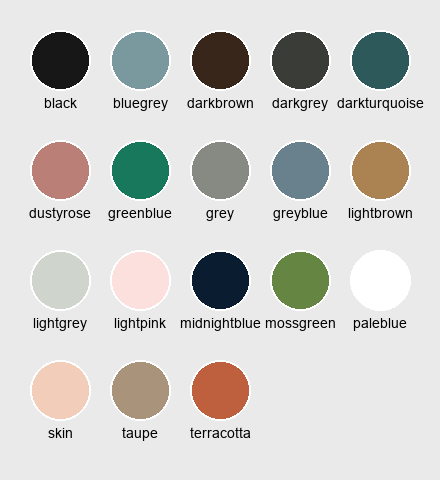 black bluegrey darkbrown darkgrey darkturquoise
dustyrose greenblue grey greyblue lightbrown
lightgrey lightpink midnightblue mossgreen paleblue
skin taupe terracotta